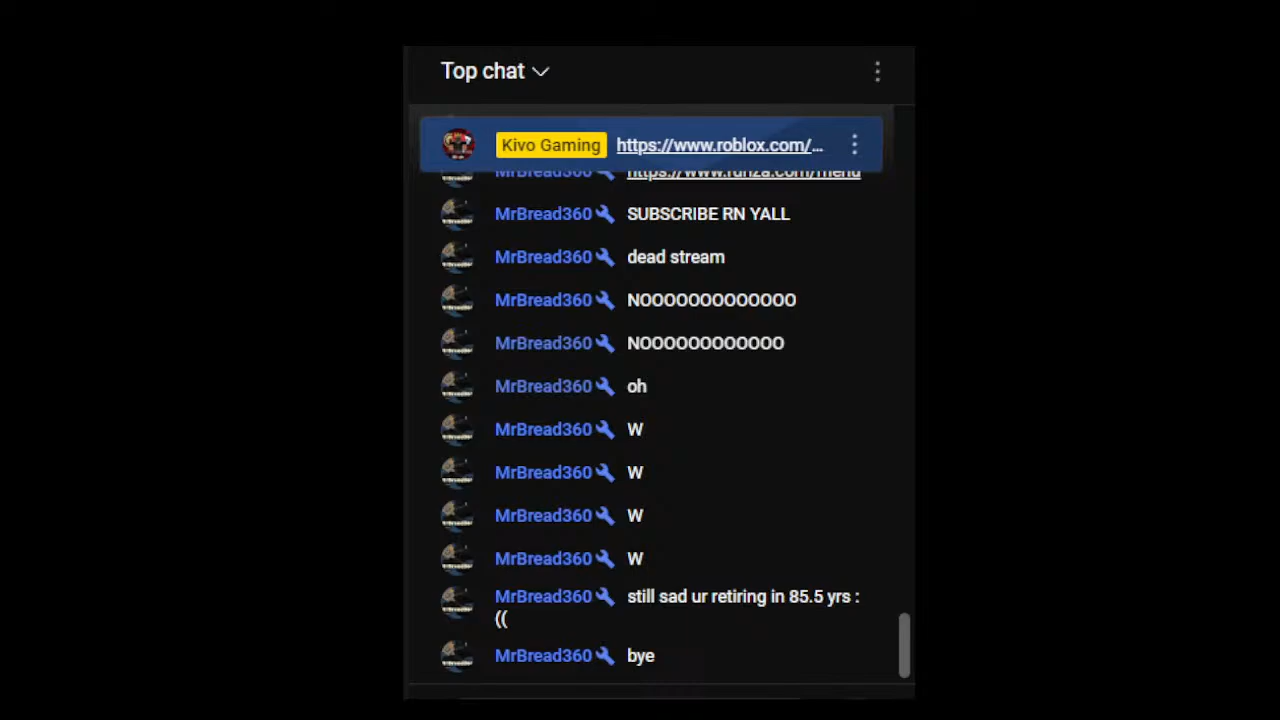 Top chat
Kivo Gaming https://www.roblox.com/...
MrBread360 https://www.runza.com/menu
MrBread360 SUBSCRIBE RN YALL
MrBread360 dead stream
MrBread360 NOOOOOOOOOOOOO
MrBread360 NOOOOOOOOOOOO
MrBread360 oh
MrBread360 W
MrBread360 W
MrBread360 W
MrBread360 W
MrBread360 still sad ur retiring in 85.5 yrs :
((
MrBread360 bye